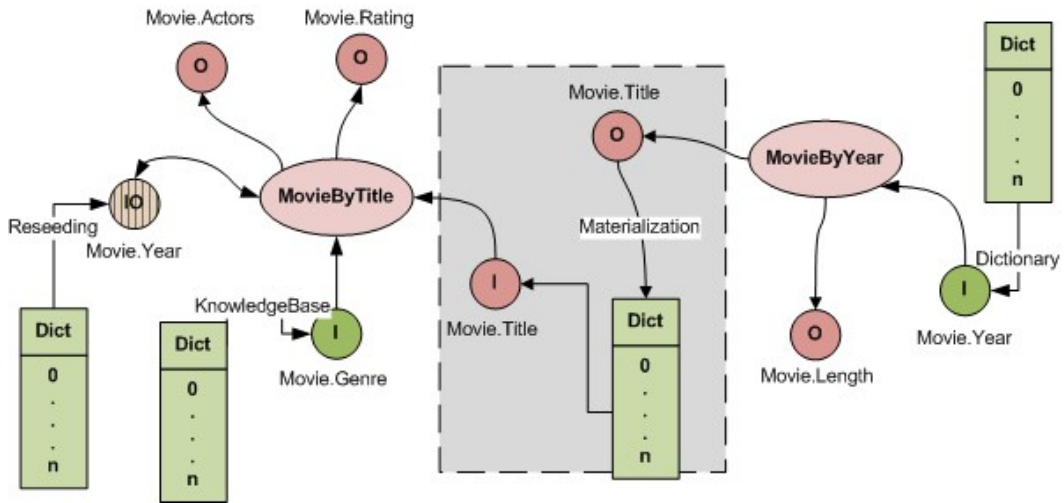 Movie.Actors
Movie.Rating
O
O
Movie.Title
O
Dict
0
.
.
.
.
n
MovieByTitle
MovieByYear
IO
Reseeding
Movie.Year
Materialization
Dictionary
I
Movie.Title
I
Movie.Year
KnowledgeBase
I
Movie.Genre
O
Movie.Length
Dict
0
.
.
.
n
Dict
0
.
.
.
.
n
Dict
0
.
.
.
n